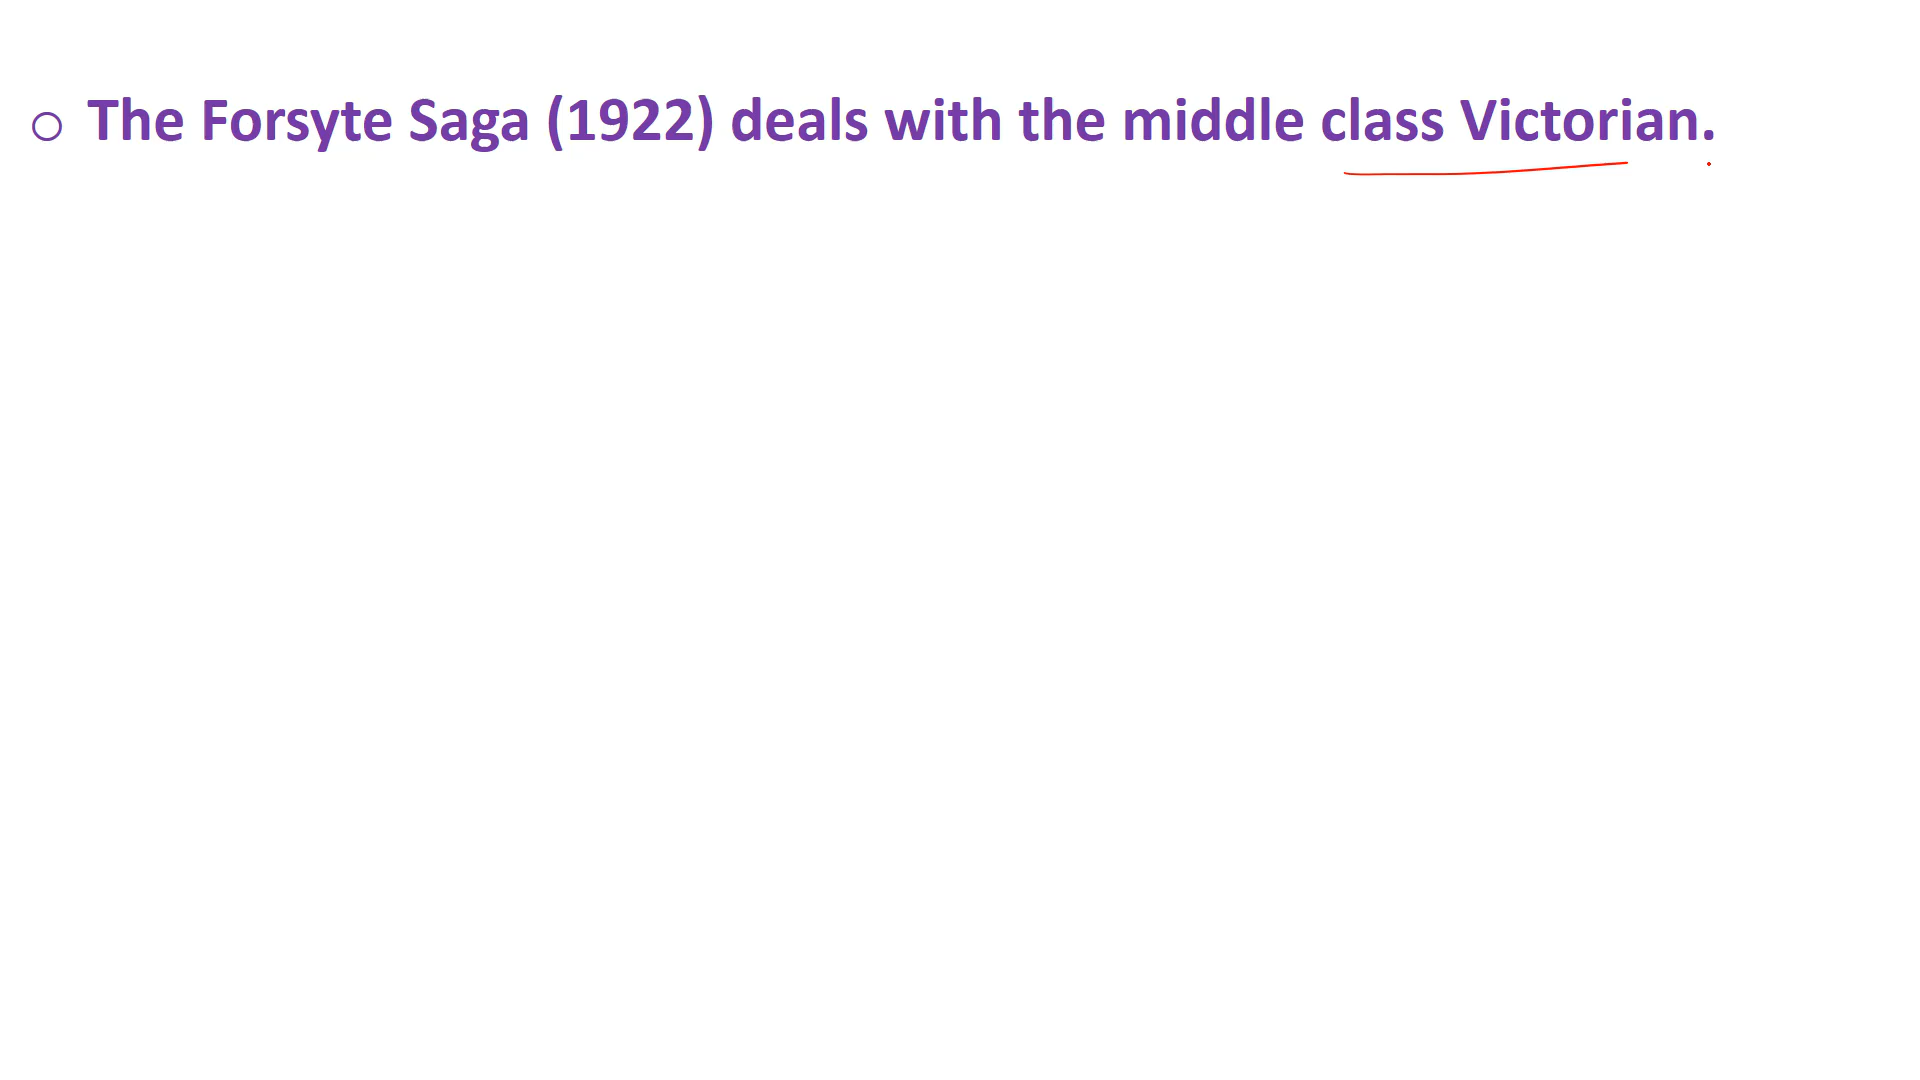 The Forsyte Saga (1922) deals with the middle class Victorian.